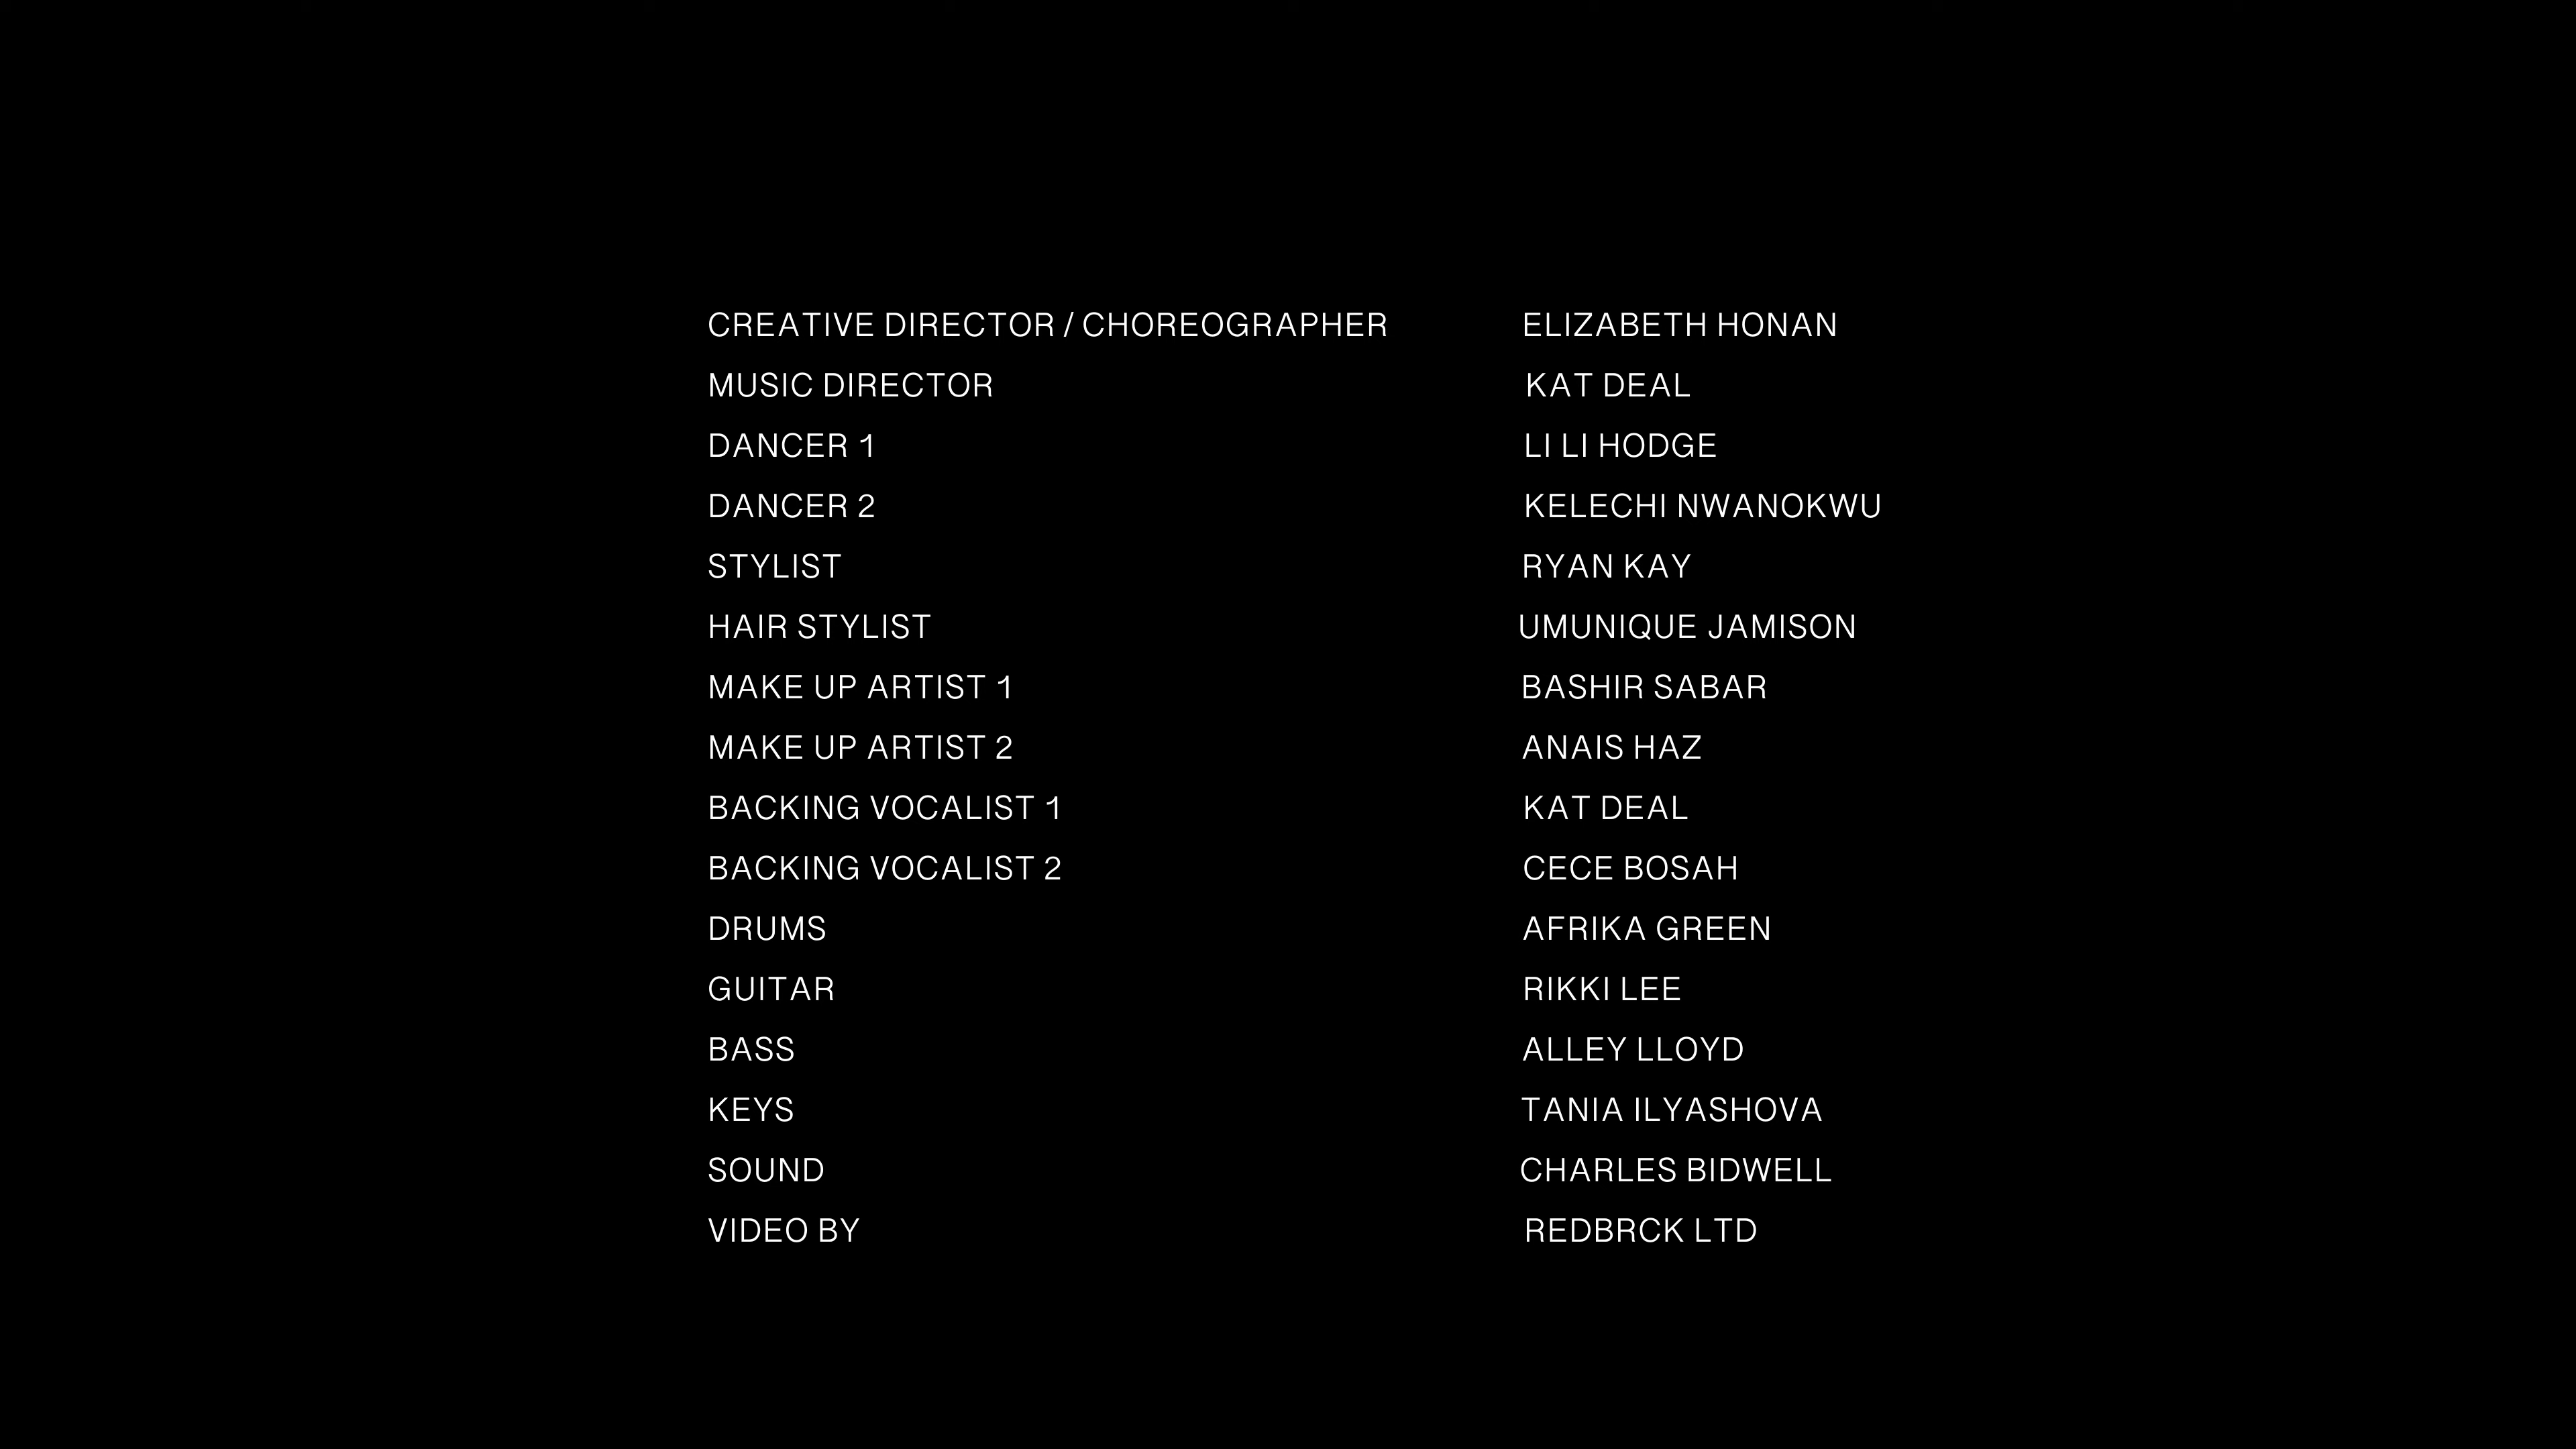 CREATIVE DIRECTOR / CHOREOGRAPHER ELIZABETH HONAN
MUSIC DIRECTOR KAT DEAL
DANCER 1 LI LI HODGE
DANCER 2 KELECHI NWANOKWU
STYLIST RYAN KAY
HAIR STYLIST UMUNIQUE JAMISON
MAKE UP ARTIST 1 BASHIR SABAR
MAKE UP ARTIST 2 ANAIS HAZ
BACKING VOCALIST 1 KAT DEAL
BACKING VOCALIST 2 CECE BOSAH
DRUMS AFRIKA GREEN
GUITAR RIKKI LEE
BASS ALLEY LLOYD
KEYS TANIA ILYASHOVA
SOUND CHARLES BIDWELL
VIDEO BY REDBRCK LTD